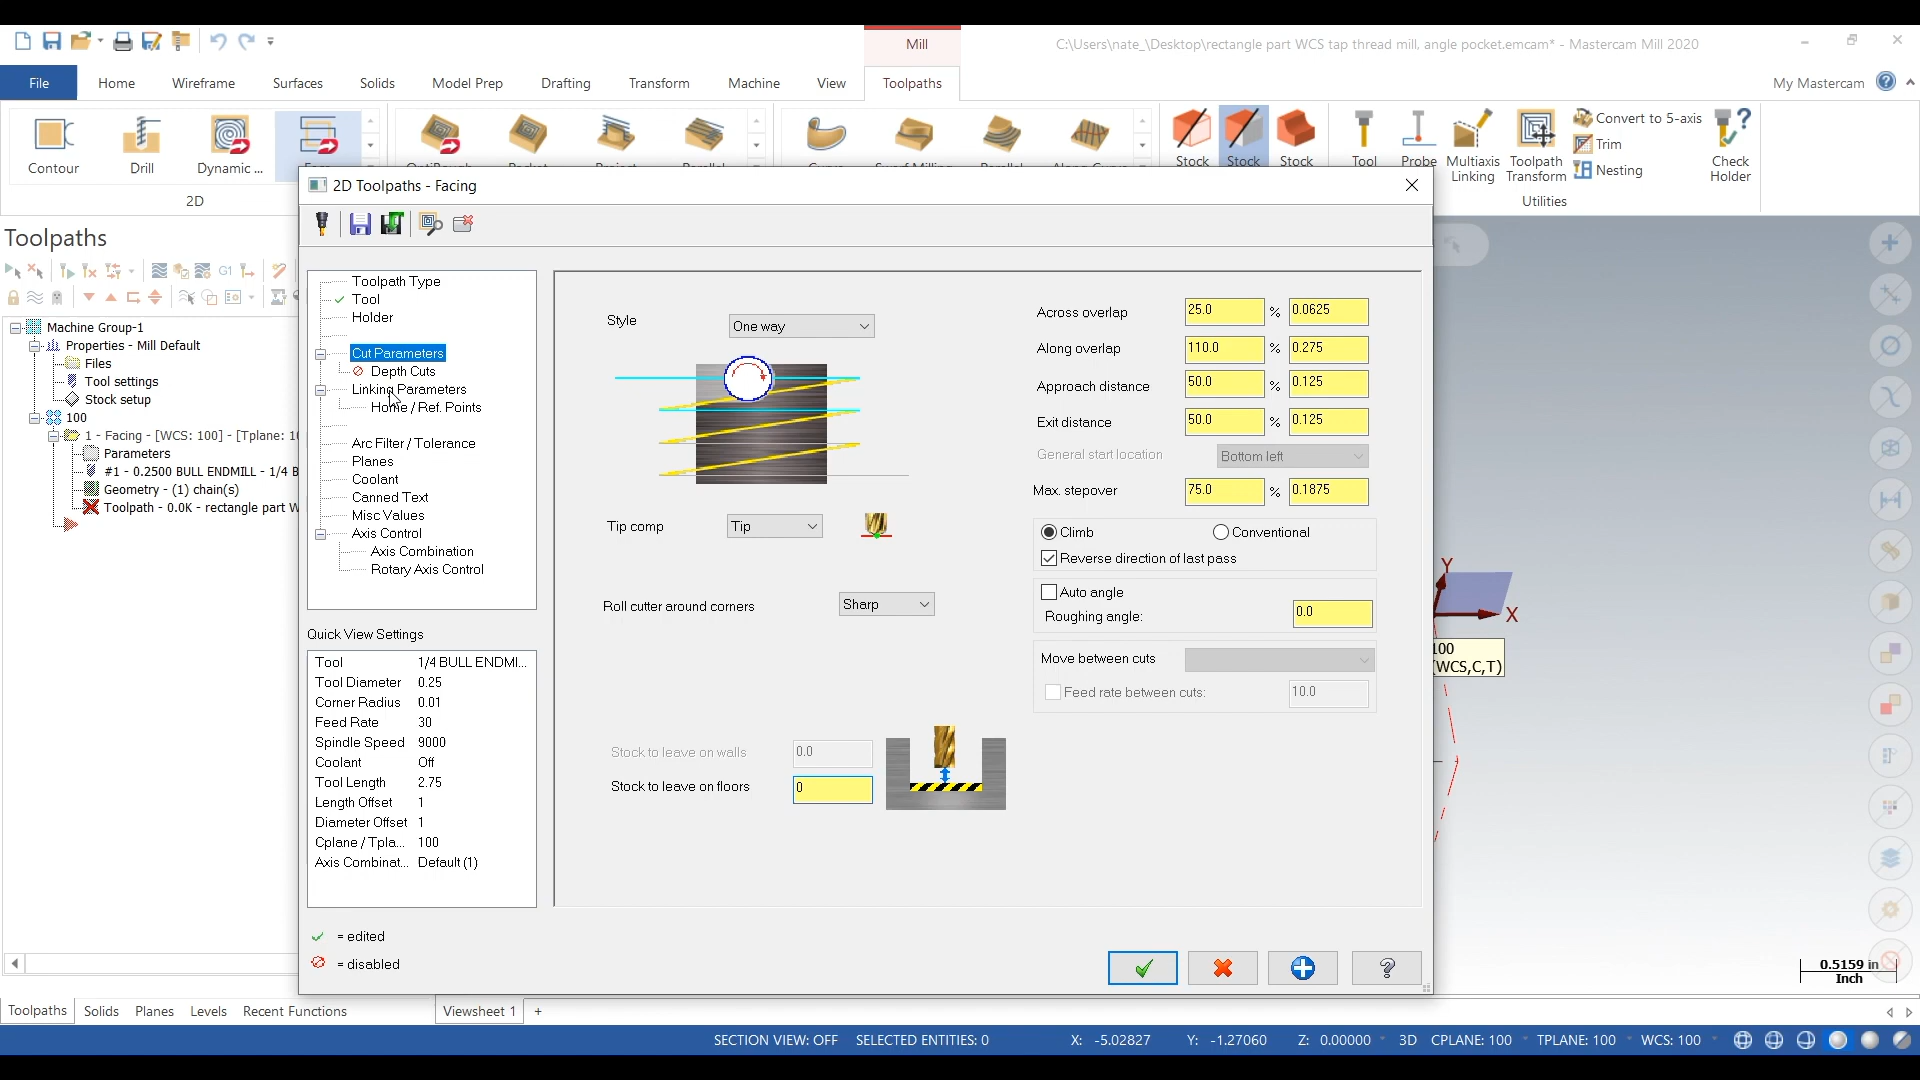 Mill
C:\Users\nate_\Desktop\rectangle part WCS tap thread mill, angle pocket.emcam* - Mastercam Mill 2020
File Home Wireframe Surfaces Solids Model Prep Drafting Transform Machine View Toolpaths My Mastercam
Contour Drill Dynamic ...
Stock Stock Stock Tool Probe Multiaxis Linking Toolpath Transform
Convert to 5-axis
Trim
Nesting
Check Holder
2D
Utilities
Toolpaths
G1
Machine Group-1
Properties - Mill Default
Files
Tool settings
Stock setup
100
1 - Facing - [WCS: 100] - [Tplane: 10
Parameters
#1 - 0.2500 BULL ENDMILL - 1/4 B
Geometry - (1) chain(s)
Toolpath - 0.0K - rectangle part W
2D Toolpaths - Facing
Toolpath Type
Tool
Holder
Cut Parameters
Depth Cuts
Linking Parameters
Home / Ref. Points
Arc Filter / Tolerance
Planes
Coolant
Canned Text
Misc Values
Axis Control
Axis Combination
Rotary Axis Control
Quick View Settings
Tool 1/4 BULL ENDMI...
Tool Diameter 0.25
Corner Radius 0.01
Feed Rate 30
Spindle Speed 9000
Coolant Off
Tool Length 2.75
Length Offset 1
Diameter Offset 1
Cplane / Tpla... 100
Axis Combinat... Default (1)
= edited
= disabled
Style One way
Tip comp Tip
Roll cutter around corners Sharp
Stock to leave on walls 0.0
Stock to leave on floors 0
Across overlap 25.0 % 0.0625
Along overlap 110.0 % 0.275
Approach distance 50.0 % 0.125
Exit distance 50.0 % 0.125
General start location Bottom left
Max. stepover 75.0 % 0.1875
Climb Conventional
Reverse direction of last pass
Auto angle
Roughing angle: 0.0
Move between cuts
Feed rate between cuts: 10.0
Y
X
100
(WCS,C,T)
0.5159 in
Inch
Toolpaths Solids Planes Levels Recent Functions Viewsheet 1 +
SECTION VIEW: OFF SELECTED ENTITIES: 0 X: -5.02827 Y: -1.27060 Z: 0.00000 3D CPLANE: 100 TPLANE: 100 WCS: 100